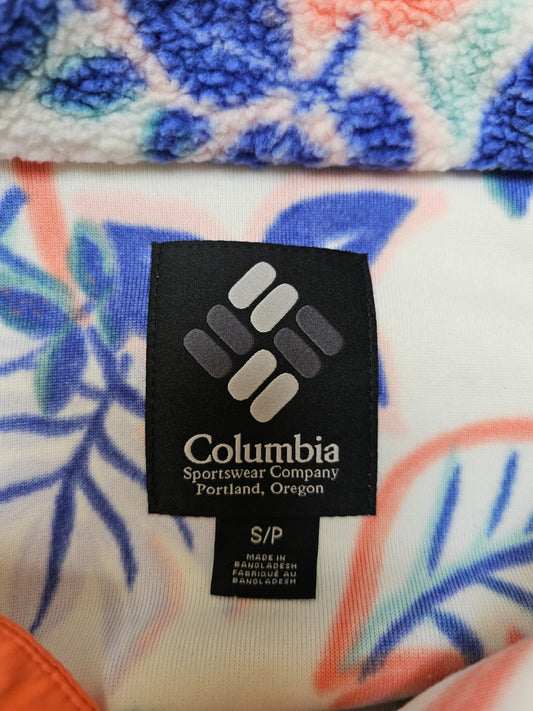 Columbia
Sportswear Company
Portland, Oregon
S/P
MADE IN
BANGLADESH
FABRIQUÉ AU
BANGLADESH